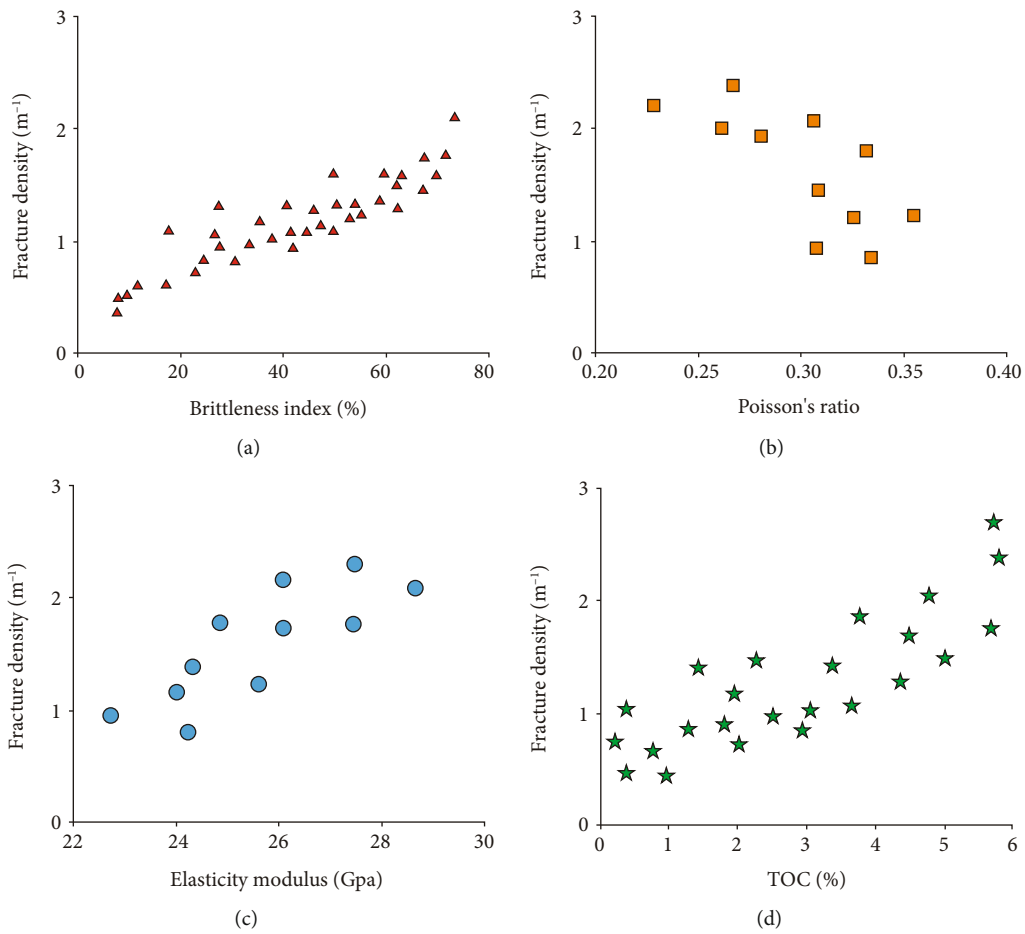 3
2
1
0
Fracture density (m⁻¹)
0 20 40 60 80
Brittleness index (%)
(a)
3
2
1
0
Fracture density (m⁻¹)
0.20 0.25 0.30 0.35 0.40
Poisson's ratio
(b)
3
2
1
0
Fracture density (m⁻¹)
22 24 26 28 30
Elasticity modulus (Gpa)
(c)
3
2
1
0
Fracture density (m⁻¹)
0 1 2 3 4 5 6
TOC (%)
(d)